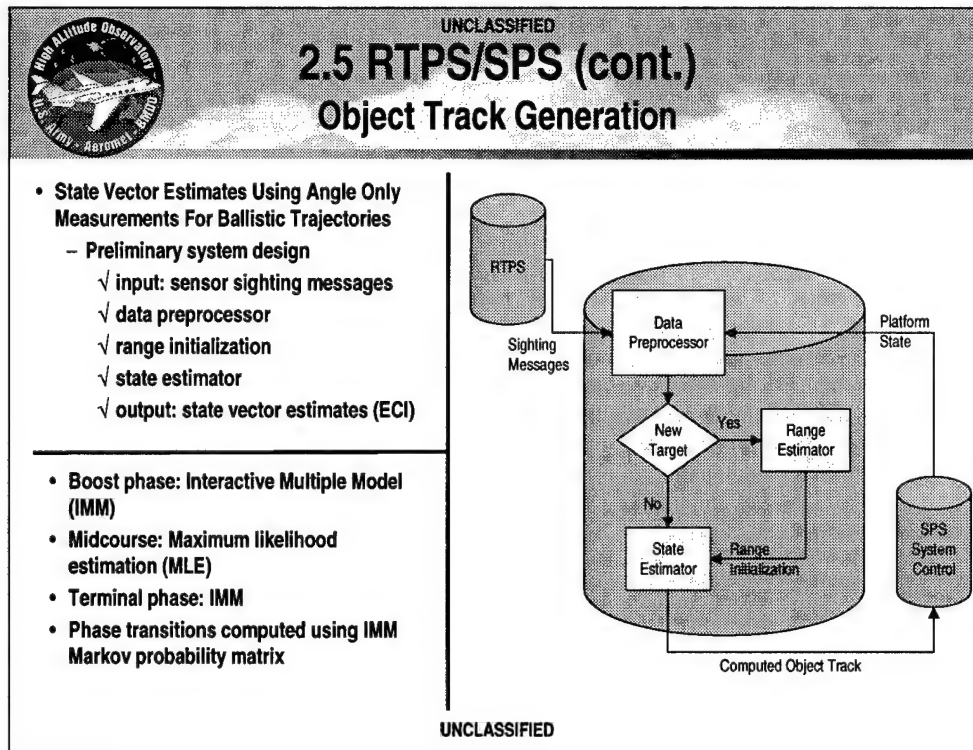 UNCLASSIFIED
2.5 RTPS/SPS (cont.)
Object Track Generation
High ALtitude Observatory
U.S. Army - Aeromet - BMDO
• State Vector Estimates Using Angle Only
Measurements For Ballistic Trajectories
– Preliminary system design
√ input: sensor sighting messages
√ data preprocessor
√ range initialization
√ state estimator
√ output: state vector estimates (ECI)
• Boost phase: Interactive Multiple Model
(IMM)
• Midcourse: Maximum likelihood
estimation (MLE)
• Terminal phase: IMM
• Phase transitions computed using IMM
Markov probability matrix
RTPS
Sighting
Messages
Data
Preprocessor
Platform
State
New
Target
Yes
Range
Estimator
No
State
Estimator
Range
Initialization
SPS
System
Control
Computed Object Track
UNCLASSIFIED